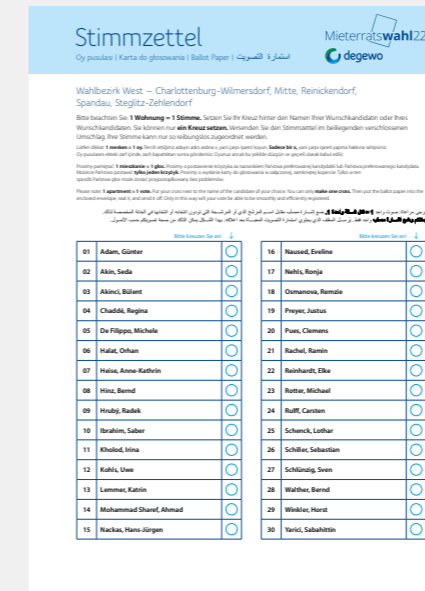 Stimmzettel
Oy pusulası | Karta do głosowania | Ballot Paper | استمارة التصويت
Mieterratswahl22
degewo
Wahlbezirk West – Charlottenburg-Wilmersdorf, Mitte, Reinickendorf,
Spandau, Steglitz-Zehlendorf
Bitte beachten Sie: 1 Wohnung = 1 Stimme. Setzen Sie Ihr Kreuz hinter den Namen Ihrer Wunschkandidatin oder Ihres
Wunschkandidaten. Sie können nur ein Kreuz setzen. Versenden Sie den Stimmzettel im beiliegenden verschlossenen
Umschlag. Ihre Stimme kann nur so reibungslos zugeordnet werden.
Please note: 1 apartment = 1 vote. Put your cross next to the name of the candidate of your choice. You can only make one cross. Then put the ballot paper into the
enclosed envelope, seal it, and send it off. Only in this way will your vote be able to be smoothly and efficiently registered.
Bitte kreuzen Sie an! ↓
01 Adam, Günter
02 Akin, Seda
03 Akinci, Bülent
04 Chaddé, Regina
05 De Filippo, Michele
06 Halat, Orhan
07 Heise, Anne-Kathrin
08 Hinz, Bernd
09 Hrubý, Radek
10 Ibrahim, Saber
11 Kholod, Irina
12 Kohls, Uwe
13 Lemmer, Katrin
14 Mohammad Sharef, Ahmad
15 Nackas, Hans-Jürgen
Bitte kreuzen Sie an! ↓
16 Naused, Eveline
17 Nehls, Ronja
18 Osmanova, Remzie
19 Preyer, Justus
20 Pues, Clemens
21 Rachel, Ramin
22 Reinhardt, Elke
23 Rotter, Michael
24 Rulff, Carsten
25 Schenck, Lothar
26 Schiller, Sebastian
27 Schlünzig, Sven
28 Walther, Bernd
29 Winkler, Horst
30 Yarici, Sabahittin